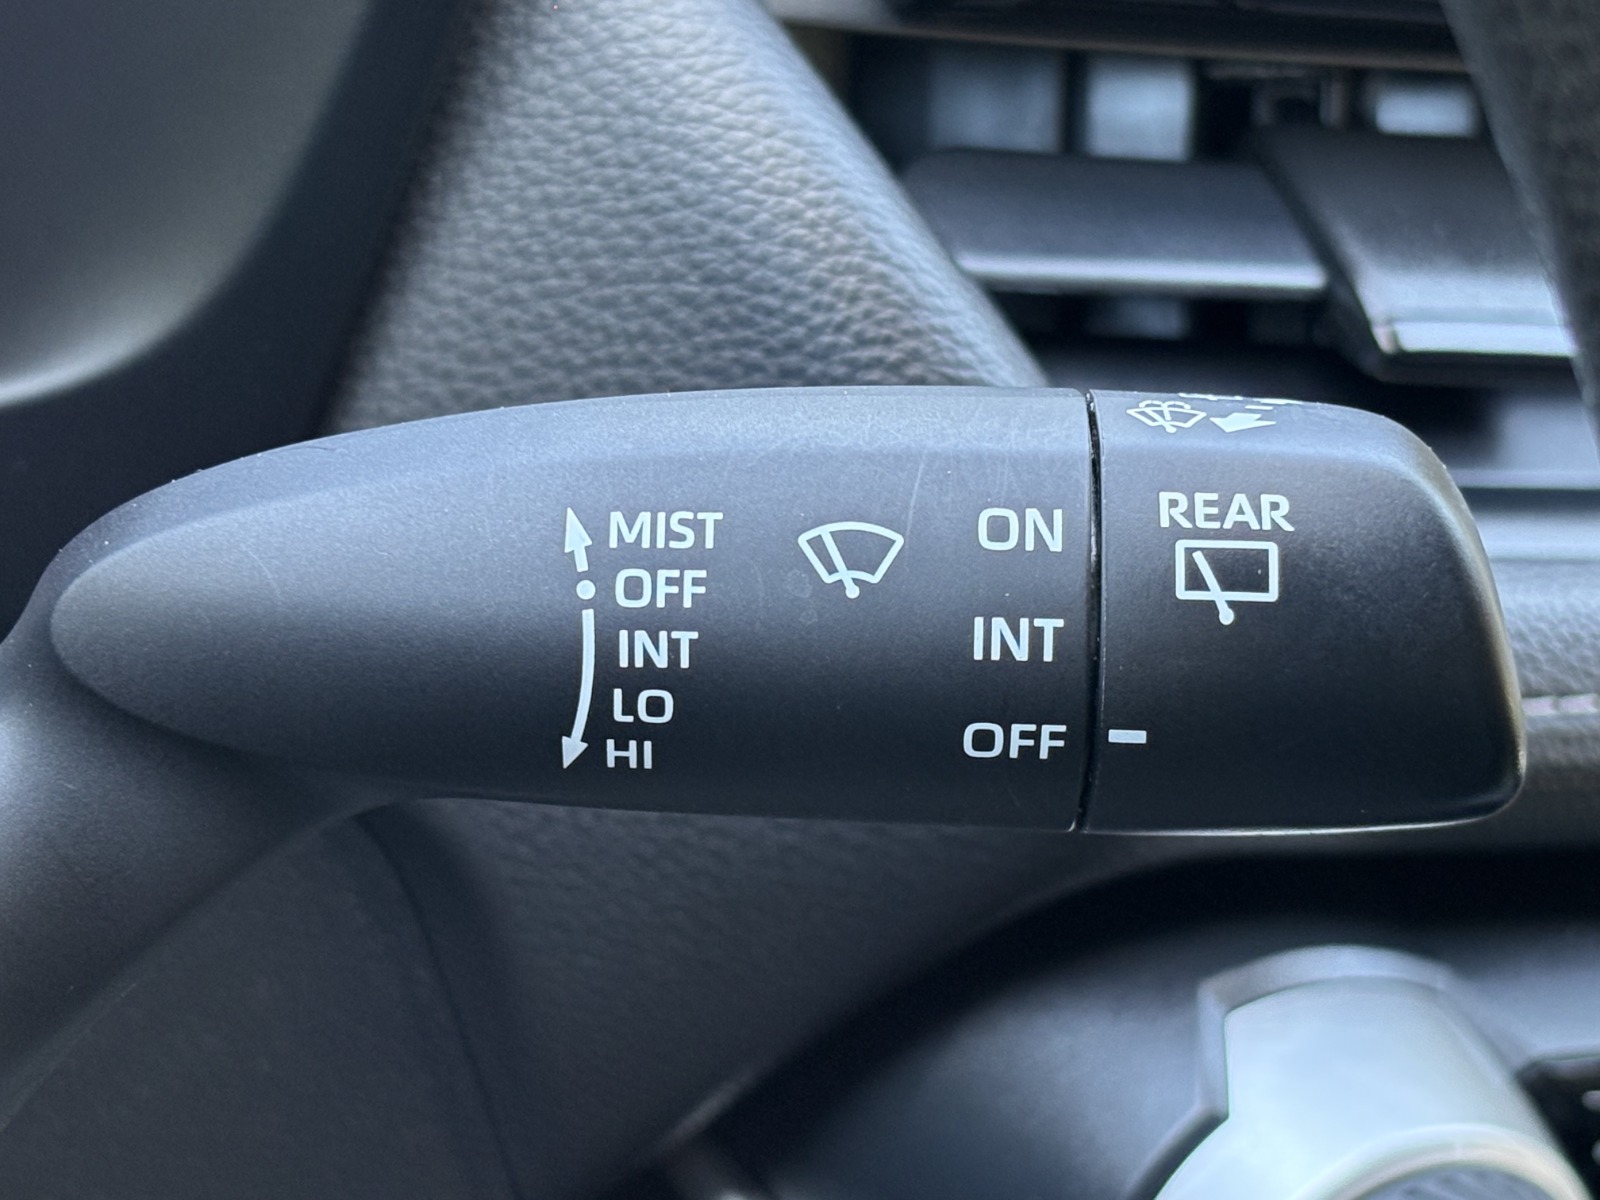 MIST
OFF
INT
LO
HI
ON
INT
OFF
REAR